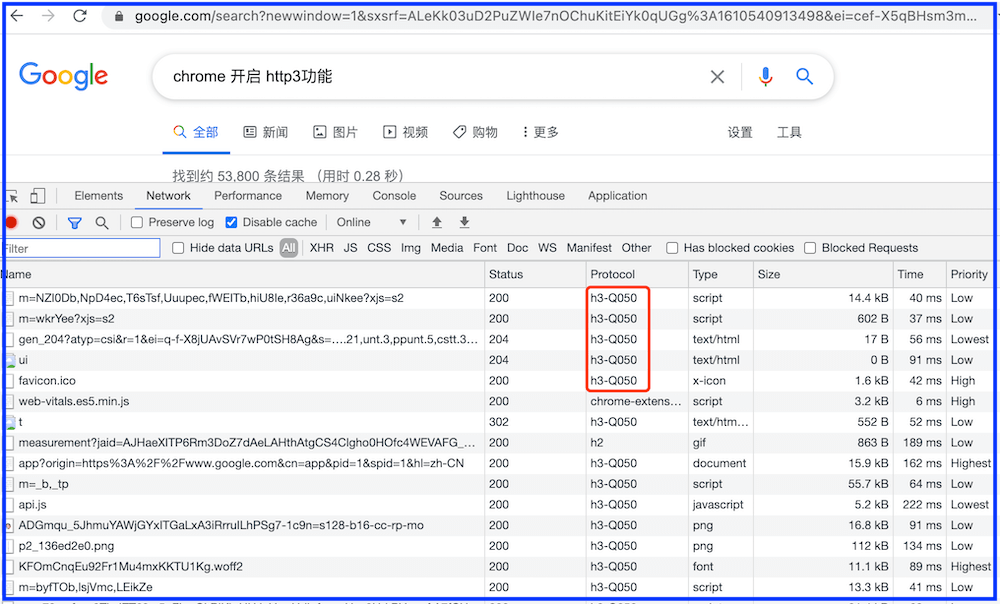 google.com/search?newwindow=1&sxsrf=ALeKk03uD2PuZWIe7nOChuKitEiYk0qUGg%3A1610540913498&ei=cef-X5qBHsm3m...
Google
chrome 开启 http3功能
全部 新闻 图片 视频 购物 更多 设置 工具
找到约 53,800 条结果 （用时 0.28 秒）
Elements Network Performance Memory Console Sources Lighthouse Application
Preserve log Disable cache Online
Filter Hide data URLs All XHR JS CSS Img Media Font Doc WS Manifest Other Has blocked cookies Blocked Requests
Name Status Protocol Type Size Time Priority
m=NZI0Db,NpD4ec,T6sTsf,Uuupec,fWEITb,hiU8Ie,r36a9c,uiNkee?xjs=s2 200 h3-Q050 script 14.4 kB 40 ms Low
m=wkrYee?xjs=s2 200 h3-Q050 script 602 B 37 ms Low
gen_204?atyp=csi&r=1&ei=q-f-X8jUAvSVr7wP0tSH8Ag&s=....21,unt.3,ppunt.5,cstt.3... 204 h3-Q050 text/html 17 B 56 ms Lowest
ui 204 h3-Q050 text/html 0 B 91 ms Low
favicon.ico 200 h3-Q050 x-icon 1.6 kB 42 ms High
web-vitals.es5.min.js 200 chrome-extens... script 3.2 kB 6 ms High
t 302 h3-Q050 text/htm... 552 B 52 ms Low
measurement?jaid=AJHaeXITP6Rm3DoZ7dAeLAHthAtgCS4Clgho0HOfc4WEVAFG_... 200 h2 gif 863 B 189 ms Low
app?origin=https%3A%2F%2Fwww.google.com&cn=app&pid=1&spid=1&hl=zh-CN 200 h3-Q050 document 15.9 kB 162 ms Highest
m=_b,_tp 200 h3-Q050 script 55.7 kB 64 ms Low
api.js 200 h3-Q050 javascript 5.2 kB 222 ms Lowest
ADGmqu_5JhmuYAWjGYxITGaLxA3iRrruILhPSg7-1c9n=s128-b16-cc-rp-mo 200 h3-Q050 png 16.8 kB 91 ms Low
p2_136ed2e0.png 200 h3-Q050 png 112 kB 134 ms Low
KFOmCnqEu92Fr1Mu4mxKKTU1Kg.woff2 200 h3-Q050 font 11.1 kB 89 ms Highest
m=byfTOb,lsjVmc,LEikZe 200 h3-Q050 script 13.3 kB 41 ms Low